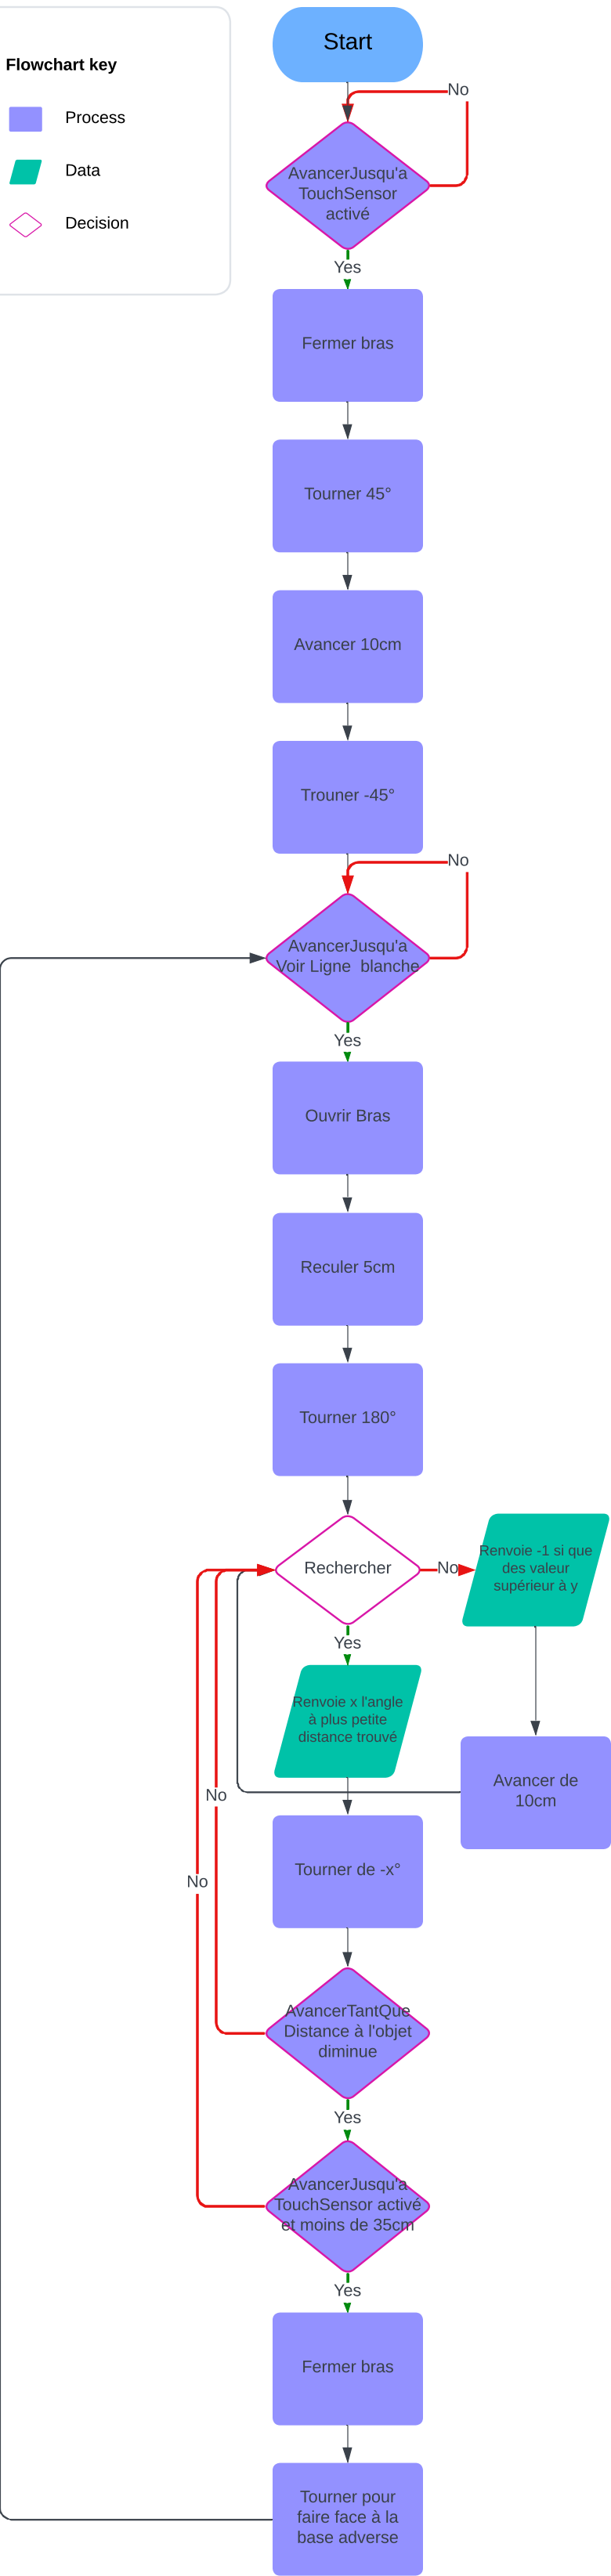 Flowchart key
Process
Data
Decision
Start
No
AvancerJusqu'a
TouchSensor
activé
Yes
Fermer bras
Tourner 45°
Avancer 10cm
Trouner -45°
No
AvancerJusqu'a
Voir Ligne blanche
Yes
Ouvrir Bras
Reculer 5cm
Tourner 180°
Rechercher
No
Renvoie -1 si que
des valeur
supérieur à y
Yes
Renvoie x l'angle
à plus petite
distance trouvé
Avancer de
10cm
No
Tourner de -x°
No
AvancerTantQue
Distance à l'objet
diminue
Yes
AvancerJusqu'a
TouchSensor activé
et moins de 35cm
Yes
Fermer bras
Tourner pour
faire face à la
base adverse